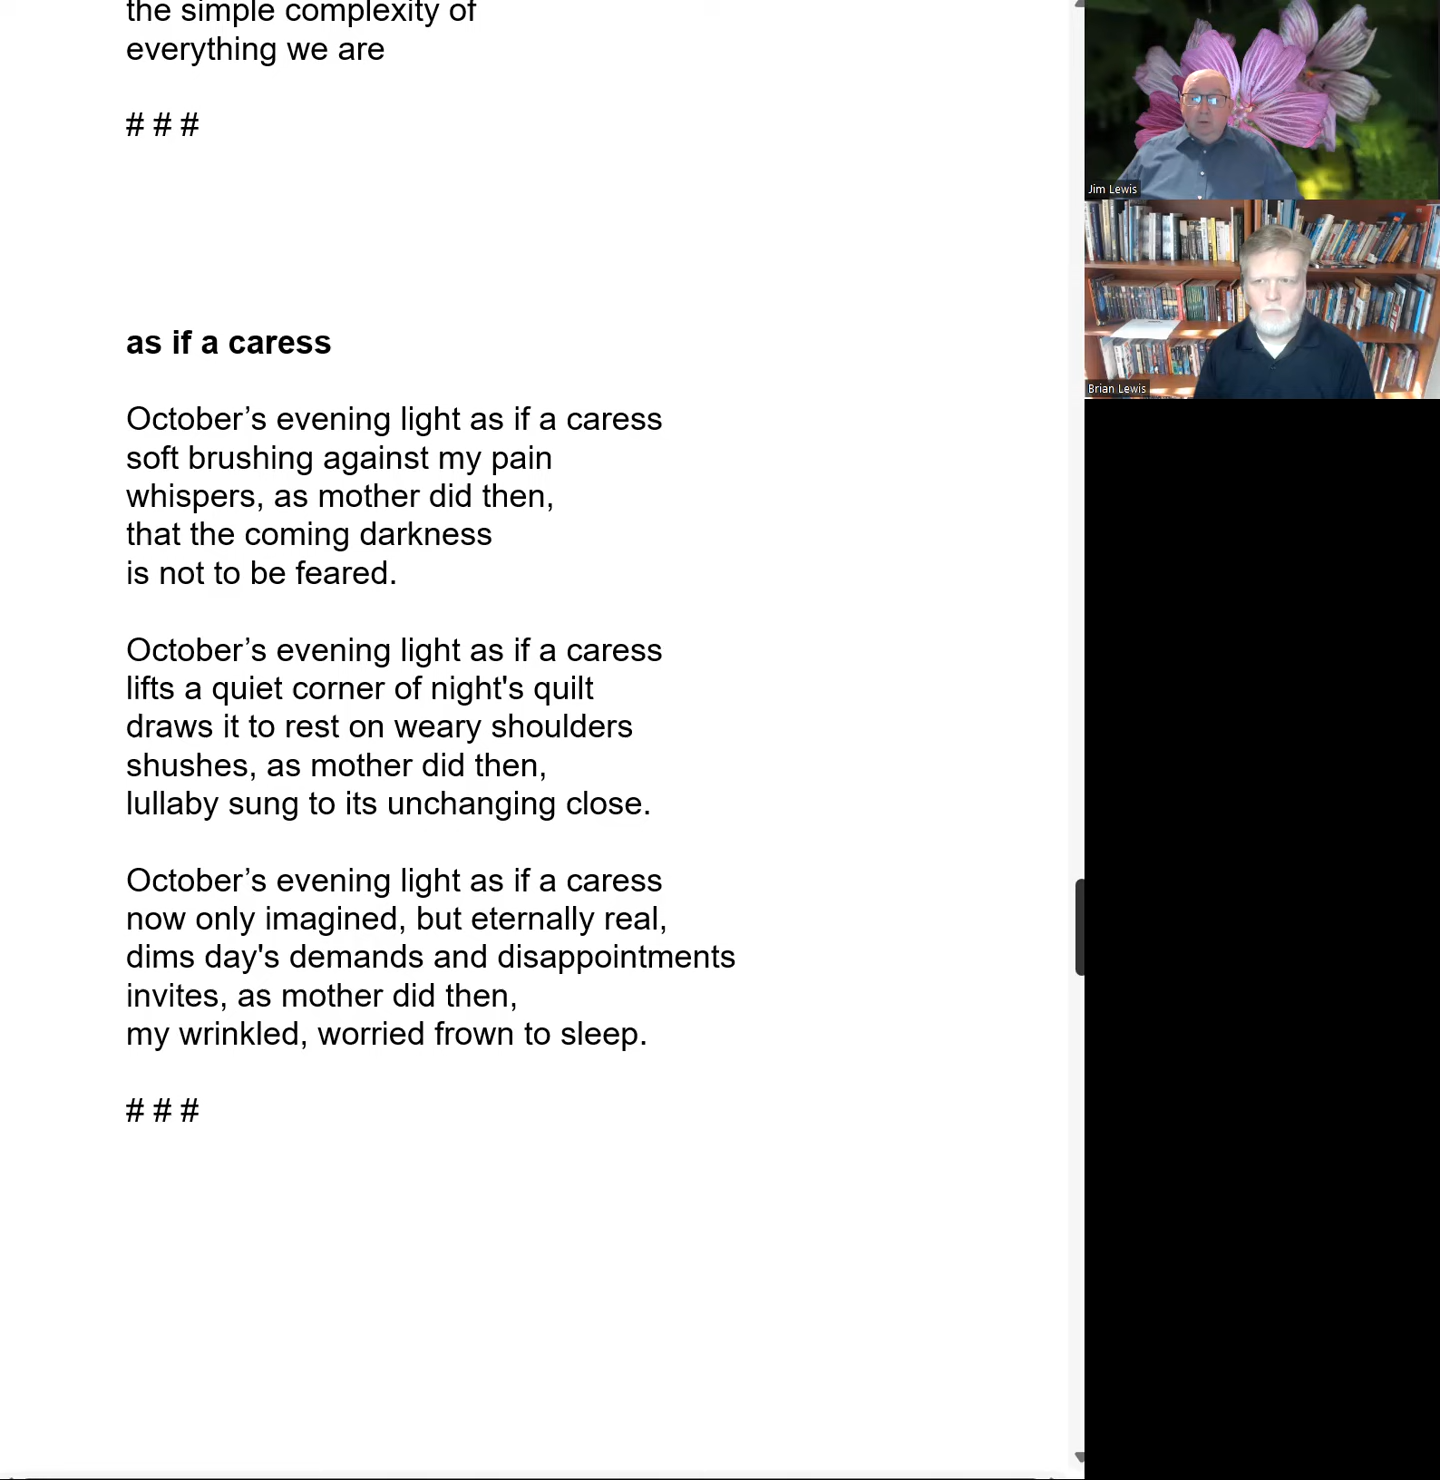 the simple complexity of
everything we are
# # #
as if a caress
October’s evening light as if a caress
soft brushing against my pain
whispers, as mother did then,
that the coming darkness
is not to be feared.
October’s evening light as if a caress
lifts a quiet corner of night's quilt
draws it to rest on weary shoulders
shushes, as mother did then,
lullaby sung to its unchanging close.
October’s evening light as if a caress
now only imagined, but eternally real,
dims day's demands and disappointments
invites, as mother did then,
my wrinkled, worried frown to sleep.
# # #
Jim Lewis
Brian Lewis